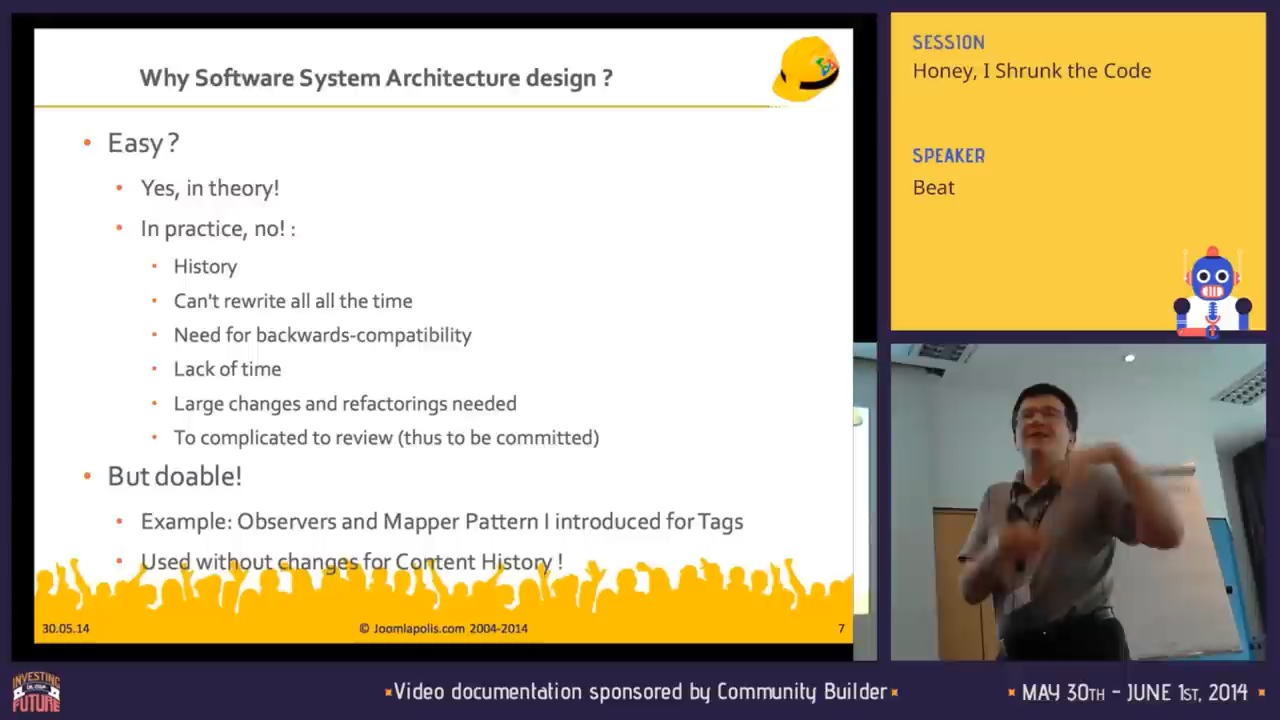 Why Software System Architecture design ?
Easy ?
Yes, in theory!
In practice, no! :
History
Can't rewrite all all the time
Need for backwards-compatibility
Lack of time
Large changes and refactorings needed
To complicated to review (thus to be committed)
But doable!
Example: Observers and Mapper Pattern I introduced for Tags
Used without changes for Content History !
30.05.14
© Joomlapolis.com 2004-2014
7
SESSION
Honey, I Shrunk the Code
SPEAKER
Beat
INVESTING
IN OUR
FUTURE
Video documentation sponsored by Community Builder
MAY 30TH - JUNE 1ST, 2014